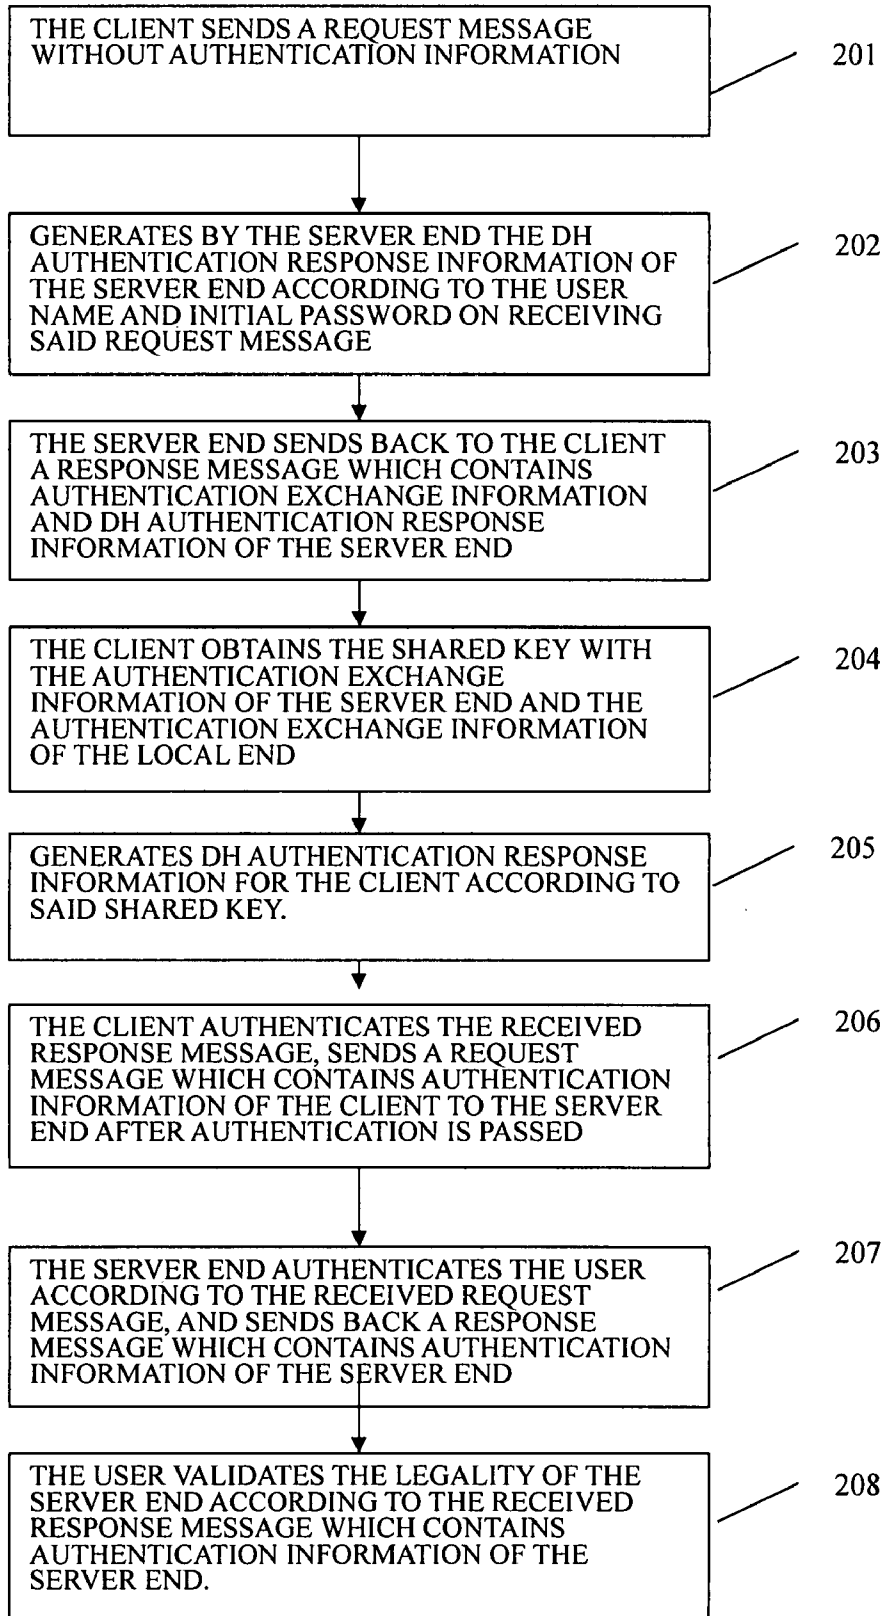 THE CLIENT SENDS A REQUEST MESSAGE
WITHOUT AUTHENTICATION INFORMATION
201
GENERATES BY THE SERVER END THE DH
AUTHENTICATION RESPONSE INFORMATION OF
THE SERVER END ACCORDING TO THE USER
NAME AND INITIAL PASSWORD ON RECEIVING
SAID REQUEST MESSAGE
202
THE SERVER END SENDS BACK TO THE CLIENT
A RESPONSE MESSAGE WHICH CONTAINS
AUTHENTICATION EXCHANGE INFORMATION
AND DH AUTHENTICATION RESPONSE
INFORMATION OF THE SERVER END
203
THE CLIENT OBTAINS THE SHARED KEY WITH
THE AUTHENTICATION EXCHANGE
INFORMATION OF THE SERVER END AND THE
AUTHENTICATION EXCHANGE INFORMATION
OF THE LOCAL END
204
GENERATES DH AUTHENTICATION RESPONSE
INFORMATION FOR THE CLIENT ACCORDING TO
SAID SHARED KEY.
205
THE CLIENT AUTHENTICATES THE RECEIVED
RESPONSE MESSAGE, SENDS A REQUEST
MESSAGE WHICH CONTAINS AUTHENTICATION
INFORMATION OF THE CLIENT TO THE SERVER
END AFTER AUTHENTICATION IS PASSED
206
THE SERVER END AUTHENTICATES THE USER
ACCORDING TO THE RECEIVED REQUEST
MESSAGE, AND SENDS BACK A RESPONSE
MESSAGE WHICH CONTAINS AUTHENTICATION
INFORMATION OF THE SERVER END
207
THE USER VALIDATES THE LEGALITY OF THE
SERVER END ACCORDING TO THE RECEIVED
RESPONSE MESSAGE WHICH CONTAINS
AUTHENTICATION INFORMATION OF THE
SERVER END.
208